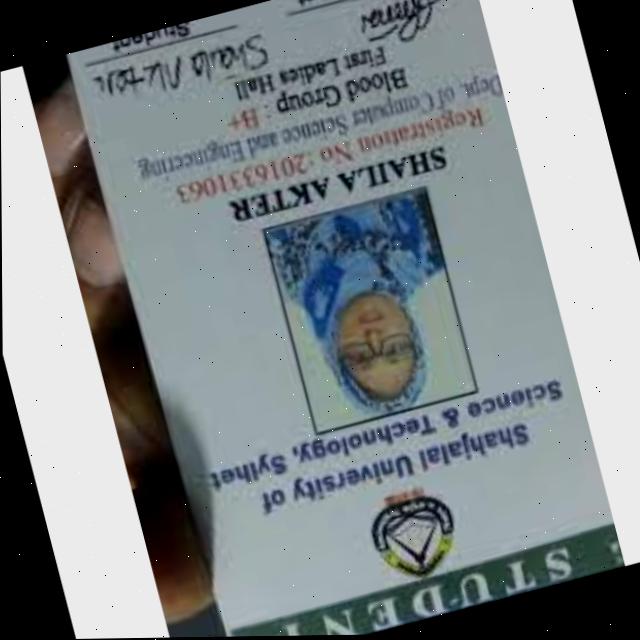 STUDENT
Shahjalal University of
Science & Technology, Sylhet
SHAILA AKTER
Registration No :2016331063
Dept. of Computer Science and Engineering
Blood Group : B+
First Ladies Hall
Shaila Akter
Student